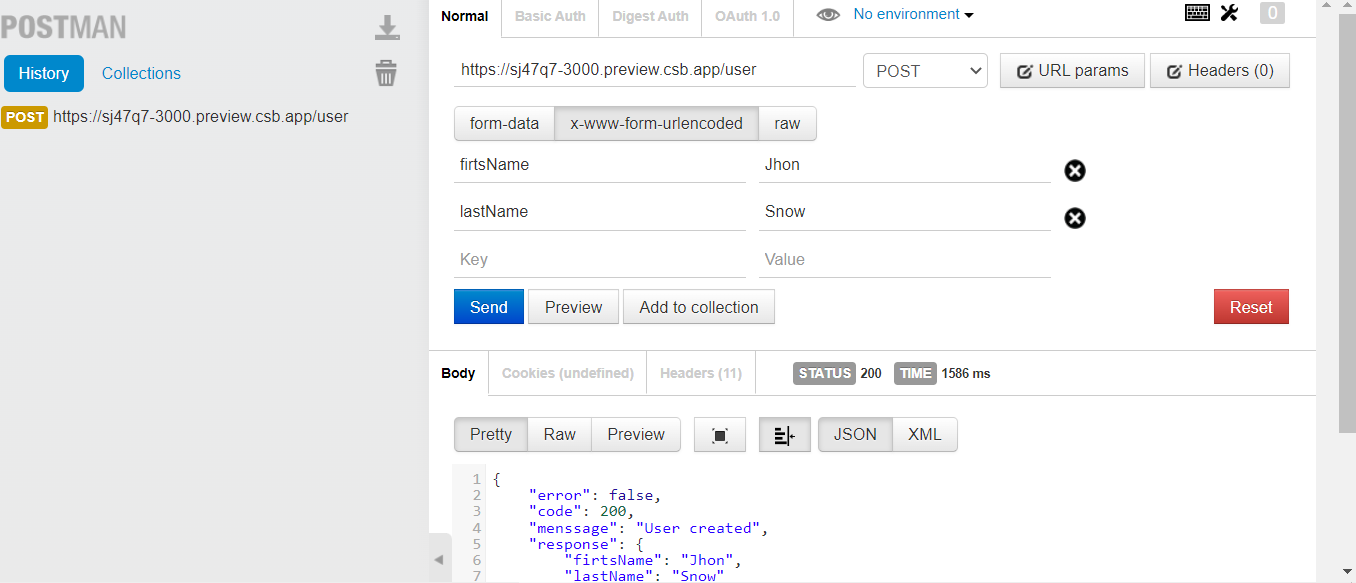 POSTMAN
History Collections
POST https://sj47q7-3000.preview.csb.app/user
Normal Basic Auth Digest Auth OAuth 1.0 No environment 0
https://sj47q7-3000.preview.csb.app/user POST URL params Headers (0)
form-data x-www-form-urlencoded raw
firtsName Jhon
lastName Snow
Key Value
Send Preview Add to collection Reset
Body Cookies (undefined) Headers (11) STATUS 200 TIME 1586 ms
Pretty Raw Preview JSON XML
1 {
2 "error": false,
3 "code": 200,
4 "menssage": "User created",
5 "response": {
6 "firtsName": "Jhon",
7 "lastName": "Snow"